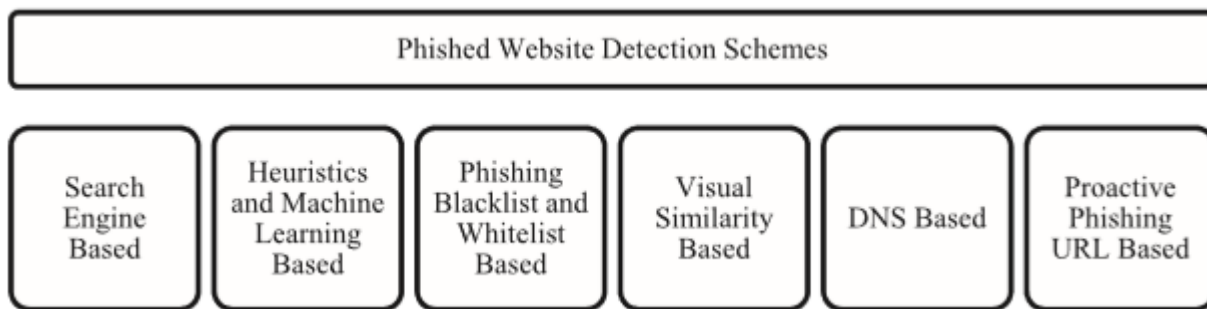 Phished Website Detection Schemes
Search
Engine
Based
Heuristics
and Machine
Learning
Based
Phishing
Blacklist and
Whitelist
Based
Visual
Similarity
Based
DNS Based
Proactive
Phishing
URL Based